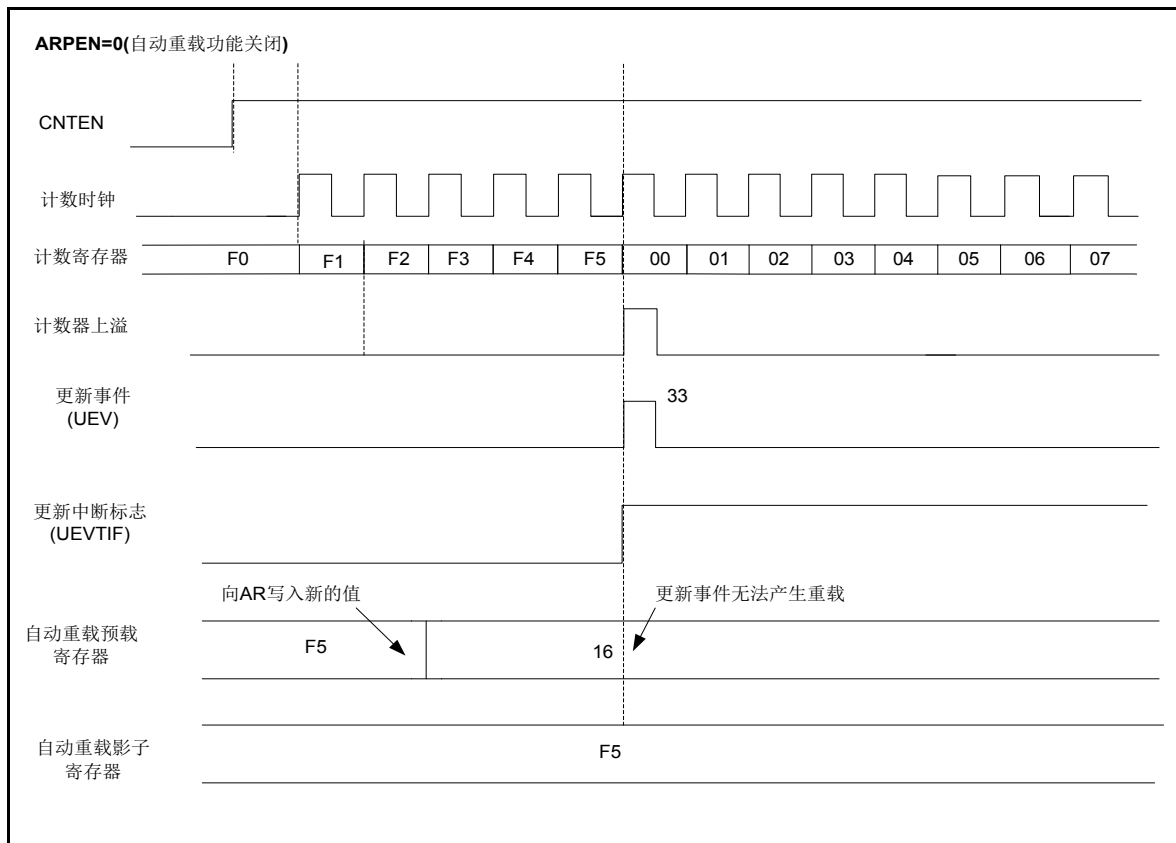 ARPEN=0(自动重载功能关闭)
CNTEN
计数时钟
计数寄存器
F0
F1
F2
F3
F4
F5
00
01
02
03
04
05
06
07
计数器上溢
更新事件
(UEV)
33
更新中断标志
(UEVTIF)
向AR写入新的值
更新事件无法产生重载
自动重载预载
寄存器
F5
16
自动重载影子
寄存器
F5